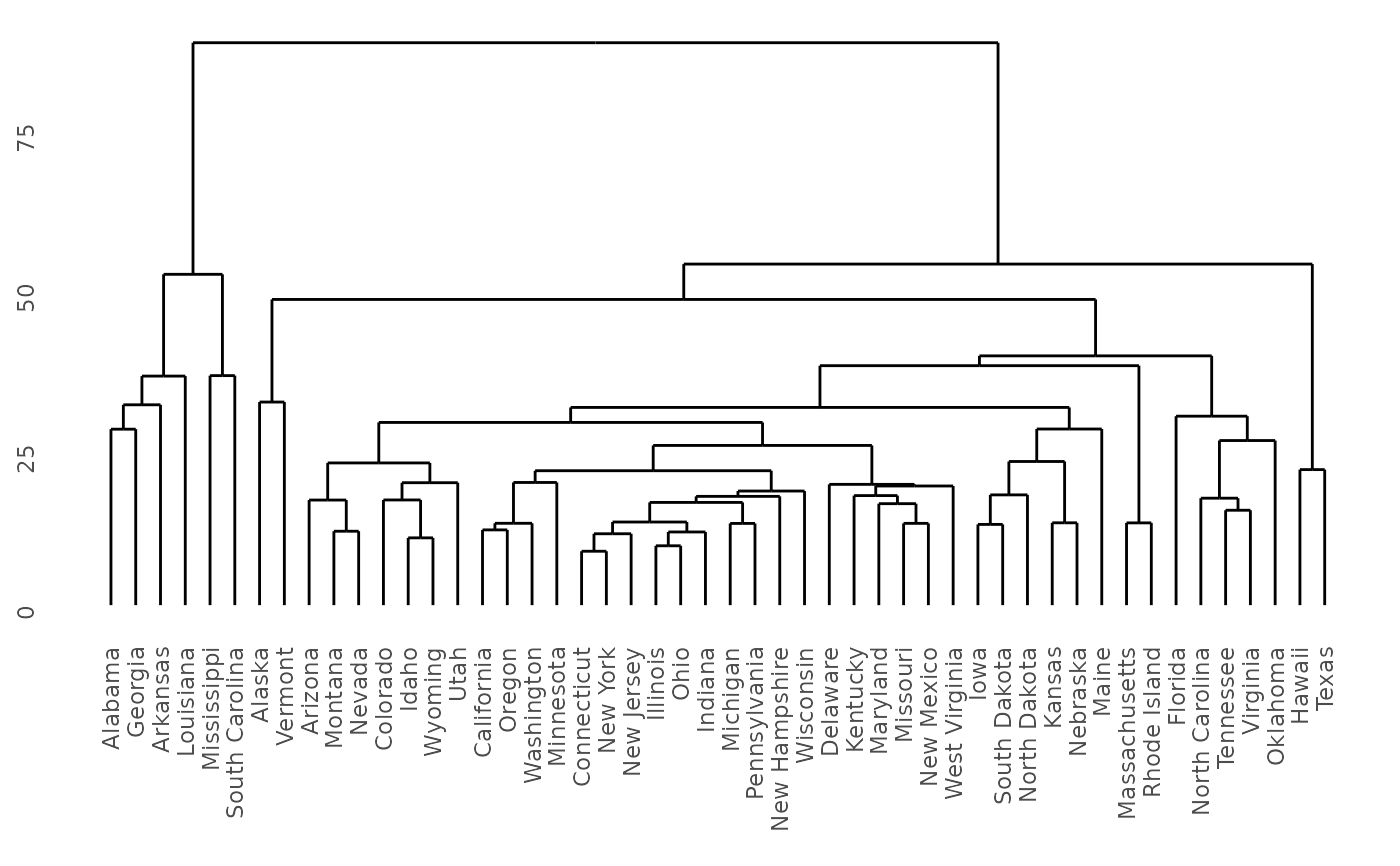 75
50
25
0
Alabama
Georgia
Arkansas
Louisiana
Mississippi
South Carolina
Alaska
Vermont
Arizona
Montana
Nevada
Colorado
Idaho
Wyoming
Utah
California
Oregon
Washington
Minnesota
Connecticut
New York
New Jersey
Illinois
Ohio
Indiana
Michigan
Pennsylvania
New Hampshire
Wisconsin
Delaware
Kentucky
Maryland
Missouri
New Mexico
West Virginia
Iowa
South Dakota
North Dakota
Kansas
Nebraska
Maine
Massachusetts
Rhode Island
Florida
North Carolina
Tennessee
Virginia
Oklahoma
Hawaii
Texas